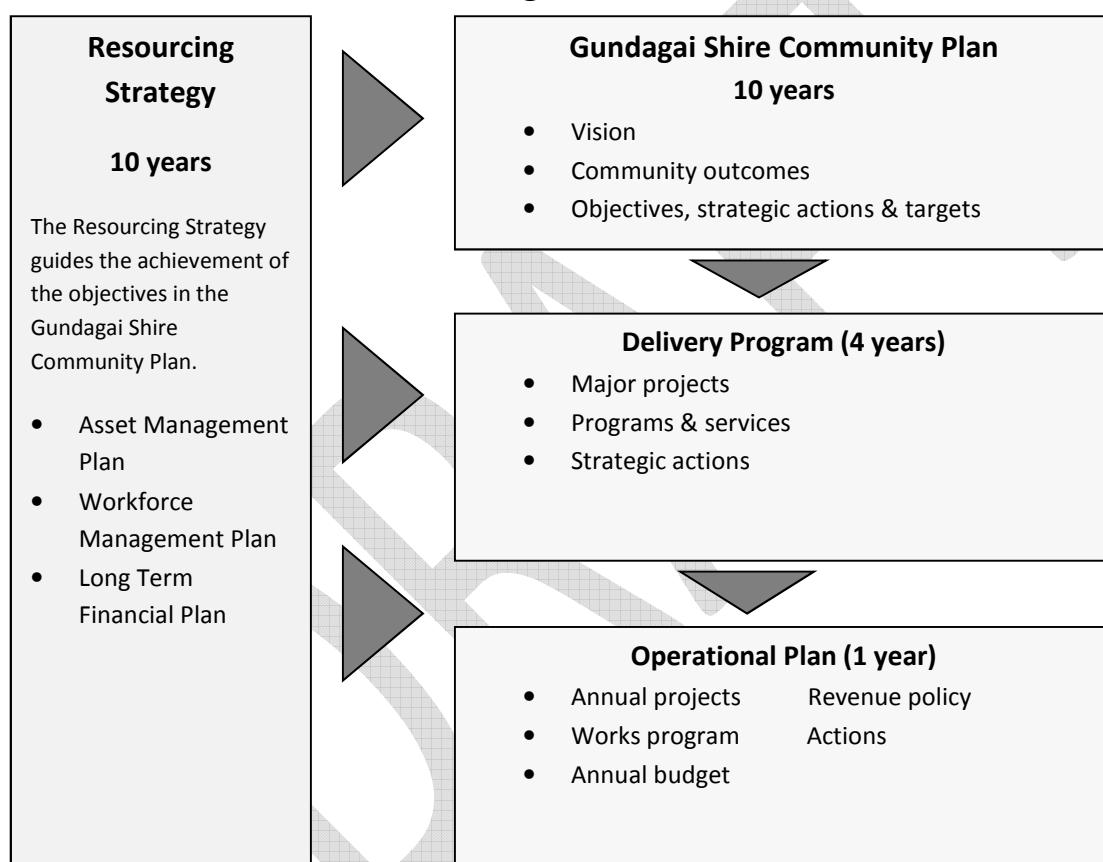 Resourcing
Strategy
10 years
The Resourcing Strategy
guides the achievement of
the objectives in the
Gundagai Shire
Community Plan.
• Asset Management
Plan
• Workforce
Management Plan
• Long Term
Financial Plan
Gundagai Shire Community Plan
10 years
• Vision
• Community outcomes
• Objectives, strategic actions & targets
Delivery Program (4 years)
• Major projects
• Programs & services
• Strategic actions
Operational Plan (1 year)
• Annual projects Revenue policy
• Works program Actions
• Annual budget